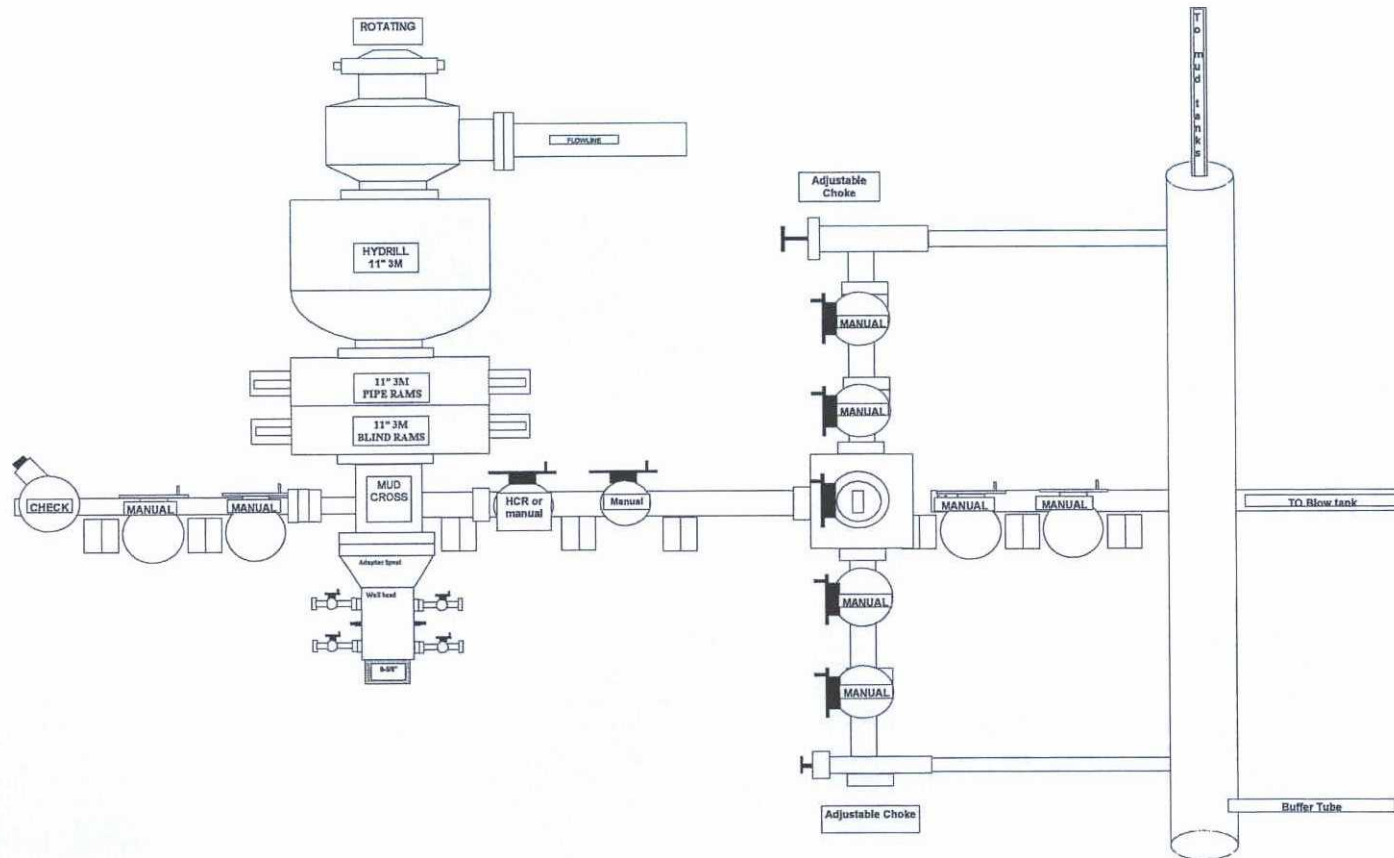 ROTATING
FLOWLINE
To mud tanks
Adjustable
Choke
HYDRILL
11" 3M
MANUAL
11" 3M
PIPE RAMS
MANUAL
11" 3M
BLIND RAMS
CHECK
MANUAL
MANUAL
MUD
CROSS
HCR or
manual
Manual
MANUAL
MANUAL
TO Blow tank
Adapter Spool
Well head
MANUAL
MANUAL
Buffer Tube
Adjustable Choke